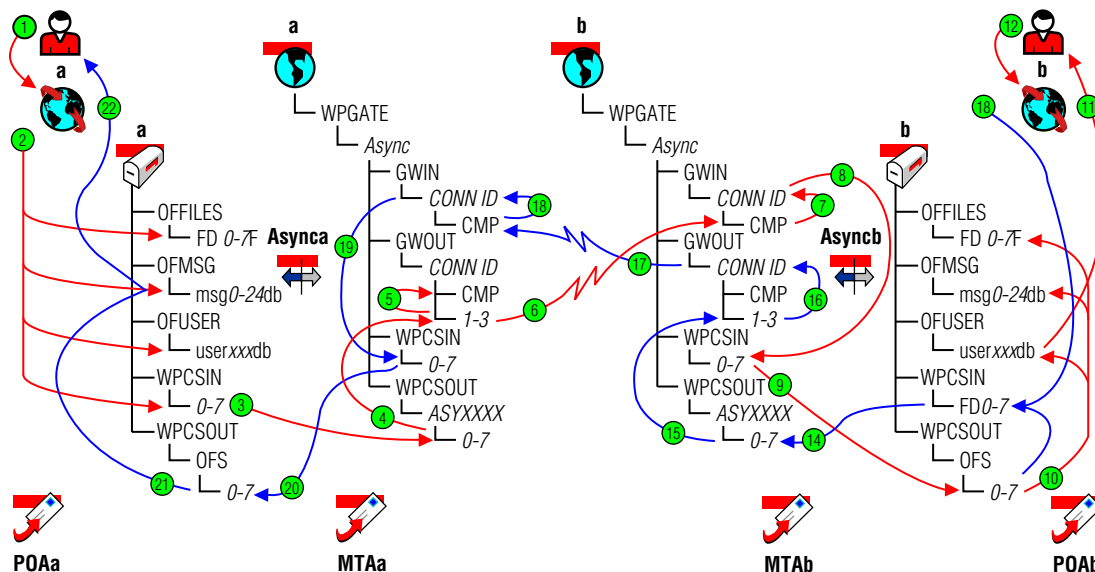 1
a
22
2
a
OFFILES
FD 0-7F
OFMSG
msg0-24db
OFUSER
userxxxdb
WPCSIN
0-7
3
WPCSOUT
OFS
0-7
21
20
POAa
Asynca
a
WPGATE
Async
GWIN
CONN ID
CMP
18
19
GWOUT
CONN ID
CMP
5
1-3
6
WPCSIN
0-7
WPCSOUT
4
ASYXXXX
0-7
MTAa
b
WPGATE
Async
GWIN
8
CONN ID
7
CMP
17
GWOUT
CONN ID
CMP
16
1-3
WPCSIN
0-7
9
WPCSOUT
ASYXXXX
15
0-7
14
MTAb
Asyncb
12
b
18
11
b
OFFILES
FD 0-7F
OFMSG
msg0-24db
OFUSER
userxxxdb
WPCSIN
FD0-7
WPCSOUT
OFS
0-7
10
POAb